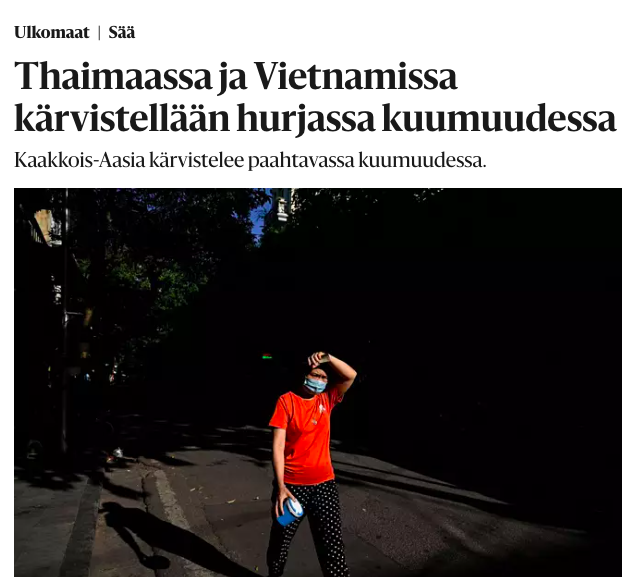 Ulkomaat | Sää
Thaimaassa ja Vietnamissa
kärvistellään hurjassa kuumuudessa
Kaakkois-Aasia kärvistelee paahtavassa kuumuudessa.